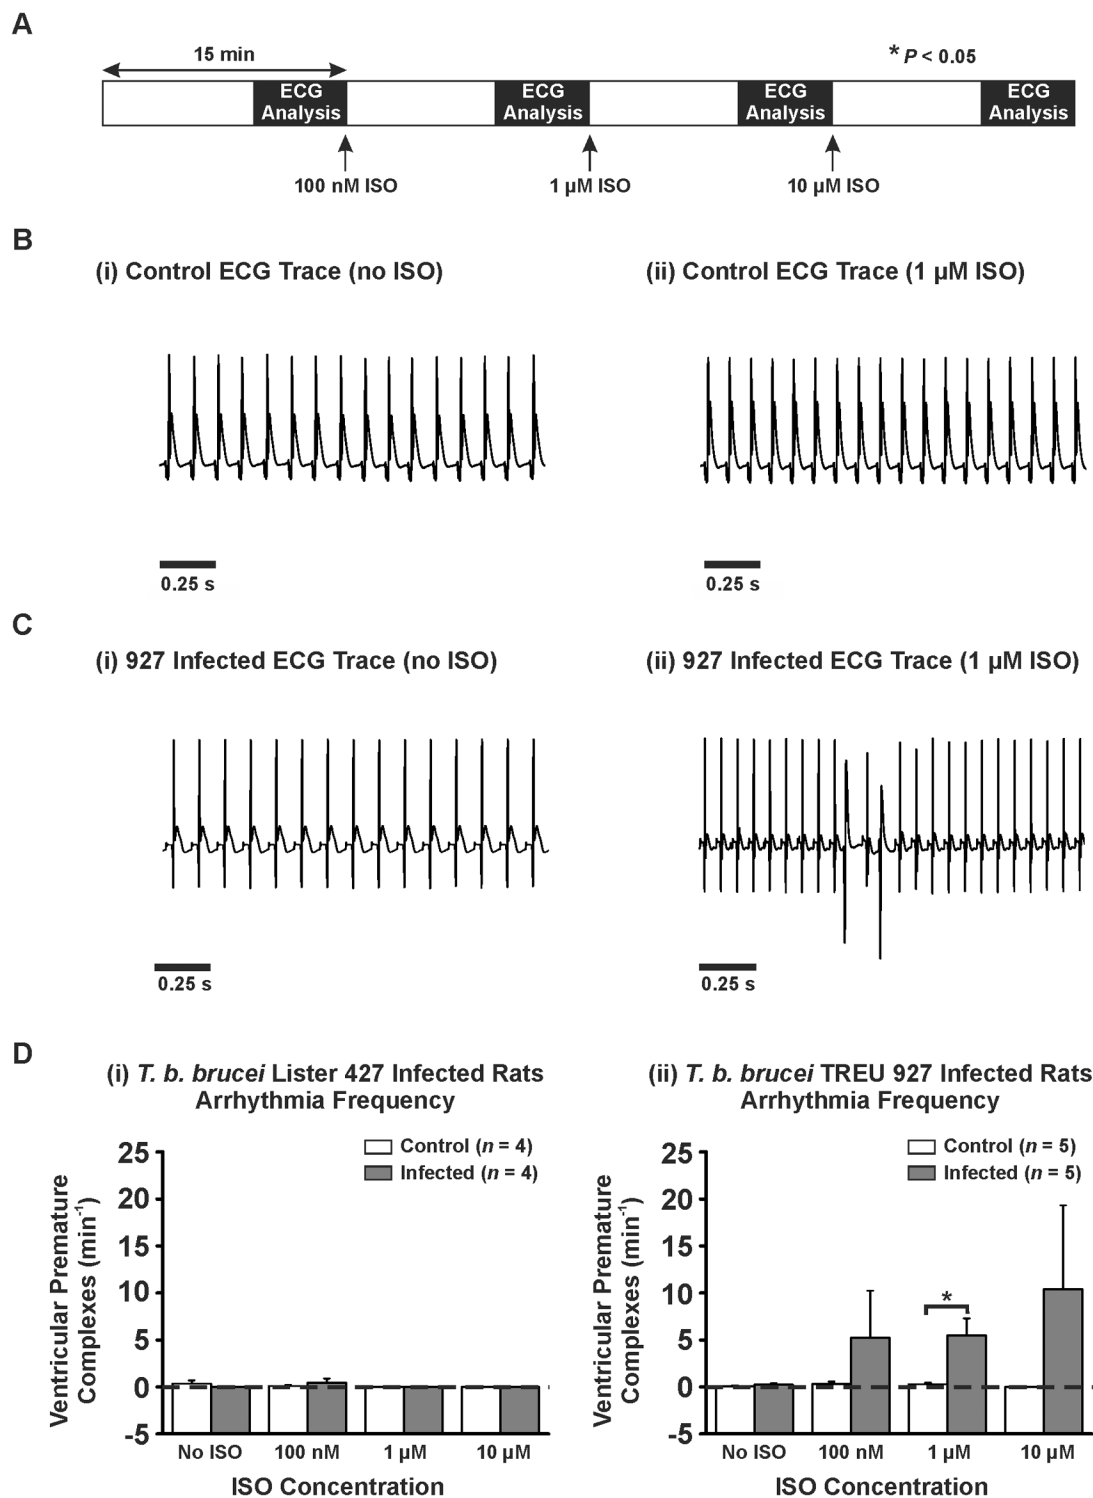 A
15 min
* P < 0.05
ECG Analysis
ECG Analysis
ECG Analysis
ECG Analysis
100 nM ISO
1 µM ISO
10 µM ISO
B
(i) Control ECG Trace (no ISO)
(ii) Control ECG Trace (1 µM ISO)
0.25 s
0.25 s
C
(i) 927 Infected ECG Trace (no ISO)
(ii) 927 Infected ECG Trace (1 µM ISO)
0.25 s
0.25 s
D
(i) T. b. brucei Lister 427 Infected Rats
Arrhythmia Frequency
Control (n = 4)
Infected (n = 4)
Ventricular Premature
Complexes (min⁻¹)
25
20
15
10
5
0
-5
No ISO
100 nM
1 µM
10 µM
ISO Concentration
(ii) T. b. brucei TREU 927 Infected Rats
Arrhythmia Frequency
Control (n = 5)
Infected (n = 5)
Ventricular Premature
Complexes (min⁻¹)
25
20
15
10
5
0
-5
*
No ISO
100 nM
1 µM
10 µM
ISO Concentration